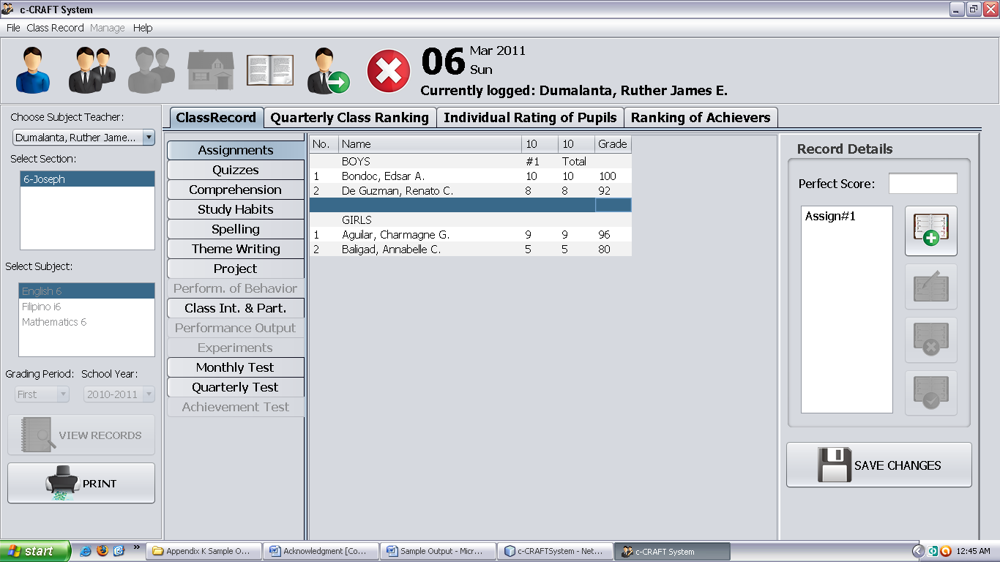 c-CRAFT System
File Class Record Manage Help
06 Mar 2011
Sun
Currently logged: Dumalanta, Ruther James E.
Choose Subject Teacher:
Dumalanta, Ruther Jame...
Select Section:
6-Joseph
Select Subject:
English 6
Filipino i6
Mathematics 6
Grading Period: School Year:
First 2010-2011
VIEW RECORDS
PRINT
ClassRecord Quarterly Class Ranking Individual Rating of Pupils Ranking of Achievers
Assignments
Quizzes
Comprehension
Study Habits
Spelling
Theme Writing
Project
Perform. of Behavior
Class Int. & Part.
Performance Output
Experiments
Monthly Test
Quarterly Test
Achievement Test
No. Name 10 10 Grade
BOYS #1 Total
1 Bondoc, Edsar A. 10 10 100
2 De Guzman, Renato C. 8 8 92
GIRLS
1 Aguilar, Charmagne G. 9 9 96
2 Baligad, Annabelle C. 5 5 80
Record Details
Perfect Score:
Assign#1
SAVE CHANGES
start » Appendix K Sample O... Acknowledgment [Co... Sample Output - Micr... c-CRAFTSystem - Net... c-CRAFT System 12:45 AM